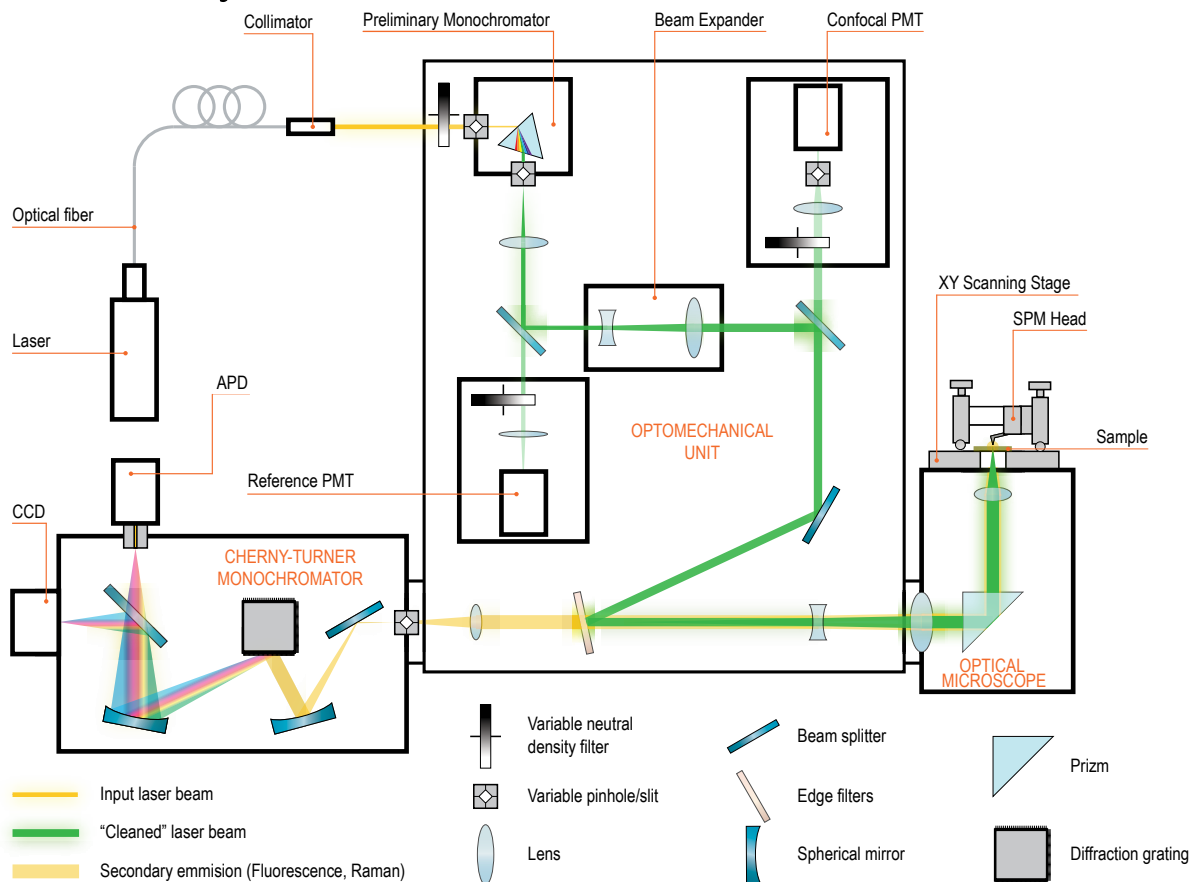 Collimator
Preliminary Monochromator
Beam Expander
Confocal PMT
Optical fiber
XY Scanning Stage
SPM Head
Laser
APD
Sample
OPTOMECHANICAL
UNIT
Reference PMT
CCD
CHERNY-TURNER
MONOCHROMATOR
OPTICAL
MICROSCOPE
Variable neutral
density filter
Beam splitter
Prizm
Input laser beam
Variable pinhole/slit
Edge filters
"Cleaned" laser beam
Lens
Spherical mirror
Diffraction grating
Secondary emmision (Fluorescence, Raman)